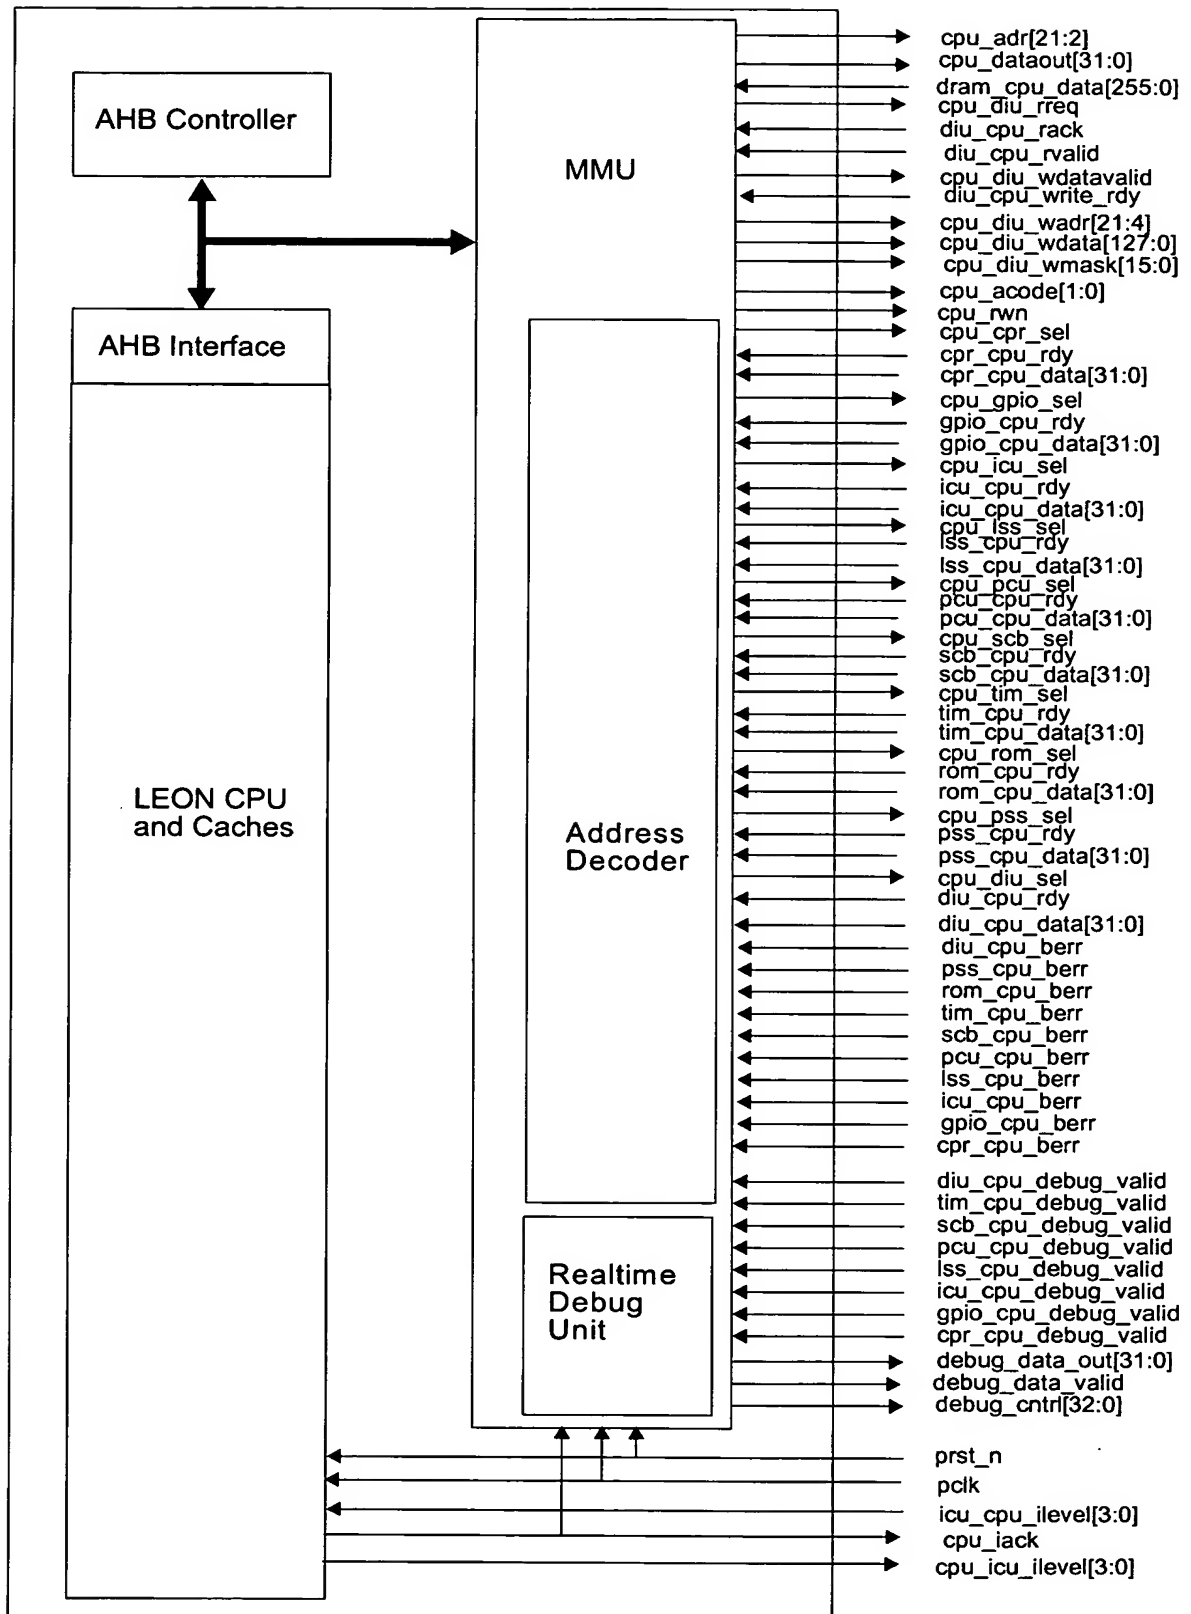 AHB Controller
MMU
AHB Interface
LEON CPU
and Caches
Address
Decoder
Realtime
Debug
Unit
cpu_adr[21:2]
cpu_dataout[31:0]
dram_cpu_data[255:0]
cpu_diu_rreq
diu_cpu_rack
diu_cpu_rvalid
cpu_diu_wdatavalid
diu_cpu_write_rdy
cpu_diu_wadr[21:4]
cpu_diu_wdata[127:0]
cpu_diu_wmask[15:0]
cpu_acode[1:0]
cpu_rwn
cpu_cpr_sel
cpr_cpu_rdy
cpr_cpu_data[31:0]
cpu_gpio_sel
gpio_cpu_rdy
gpio_cpu_data[31:0]
cpu_icu_sel
icu_cpu_rdy
icu_cpu_data[31:0]
cpu_lss_sel
lss_cpu_rdy
lss_cpu_data[31:0]
cpu_pcu_sel
pcu_cpu_rdy
pcu_cpu_data[31:0]
cpu_scb_sel
scb_cpu_rdy
scb_cpu_data[31:0]
cpu_tim_sel
tim_cpu_rdy
tim_cpu_data[31:0]
cpu_rom_sel
rom_cpu_rdy
rom_cpu_data[31:0]
cpu_pss_sel
pss_cpu_rdy
pss_cpu_data[31:0]
cpu_diu_sel
diu_cpu_rdy
diu_cpu_data[31:0]
diu_cpu_berr
pss_cpu_berr
rom_cpu_berr
tim_cpu_berr
scb_cpu_berr
pcu_cpu_berr
lss_cpu_berr
icu_cpu_berr
gpio_cpu_berr
cpr_cpu_berr
diu_cpu_debug_valid
tim_cpu_debug_valid
scb_cpu_debug_valid
pcu_cpu_debug_valid
lss_cpu_debug_valid
icu_cpu_debug_valid
gpio_cpu_debug_valid
cpr_cpu_debug_valid
debug_data_out[31:0]
debug_data_valid
debug_cntrl[32:0]
prst_n
pclk
icu_cpu_ilevel[3:0]
cpu_iack
cpu_icu_ilevel[3:0]